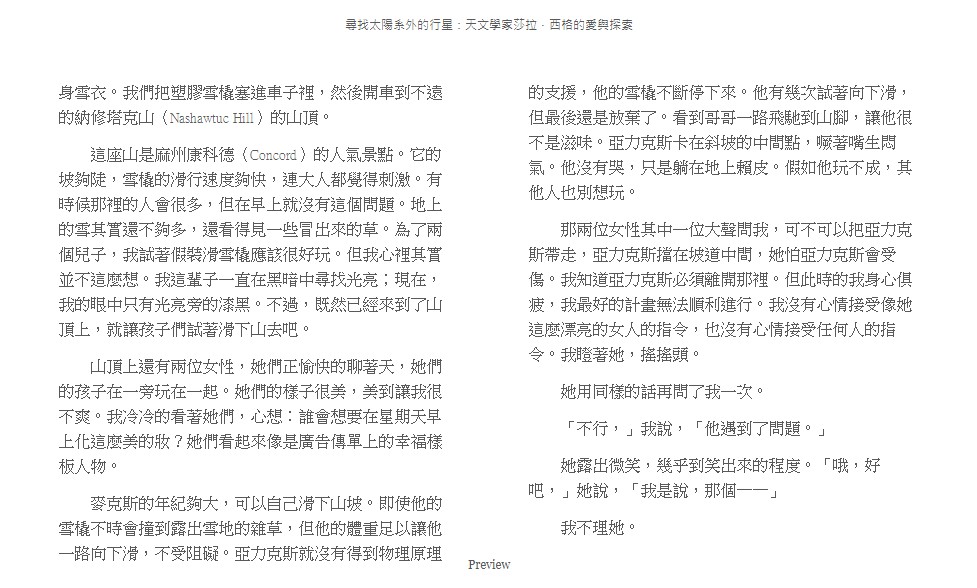 尋找太陽系外的行星：天文學家莎拉．西格的愛與探索
身雪衣。我們把塑膠雪橇塞進車子裡，然後開車到不遠
的納修塔克山（Nashawtuc Hill）的山頂。
這座山是麻州康科德（Concord）的人氣景點。它的
坡夠陡，雪橇的滑行速度夠快，連大人都覺得刺激。有
時候那裡的人會很多，但在早上就沒有這個問題。地上
的雪其實還不夠多，還看得見一些冒出來的草。為了兩
個兒子，我試著假裝滑雪橇應該很好玩。但我心裡其實
並不這麼想。我這輩子一直在黑暗中尋找光亮；現在，
我的眼中只有光亮旁的漆黑。不過，既然已經來到了山
頂上，就讓孩子們試著滑下山去吧。
山頂上還有兩位女性，她們正愉快的聊著天，她們
的孩子在一旁玩在一起。她們的樣子很美，美到讓我很
不爽。我冷冷的看著她們，心想：誰會想要在星期天早
上化這麼美的妝？她們看起來像是廣告傳單上的幸福樣
板人物。
麥克斯的年紀夠大，可以自己滑下山坡。即使他的
雪橇不時會撞到露出雪地的雜草，但他的體重足以讓他
一路向下滑，不受阻礙。亞力克斯就沒有得到物理原理
的支援，他的雪橇不斷停下來。他有幾次試著向下滑，
但最後還是放棄了。看到哥哥一路飛馳到山腳，讓他很
不是滋味。亞力克斯卡在斜坡的中間點，噘著嘴生悶
氣。他沒有哭，只是躺在地上賴皮。假如他玩不成，其
他人也別想玩。
那兩位女性其中一位大聲問我，可不可以把亞力克
斯帶走，亞力克斯擋在坡道中間，她怕亞力克斯會受
傷。我知道亞力克斯必須離開那裡。但此時的我身心俱
疲，我最好的計畫無法順利進行。我沒有心情接受像她
這麼漂亮的女人的指令，也沒有心情接受任何人的指
令。我瞪著她，搖搖頭。
她用同樣的話再問了我一次。
「不行，」我說，「他遇到了問題。」
她露出微笑，幾乎到笑出來的程度。「哦，好
吧，」她說，「我是說，那個——」
我不理她。
Preview